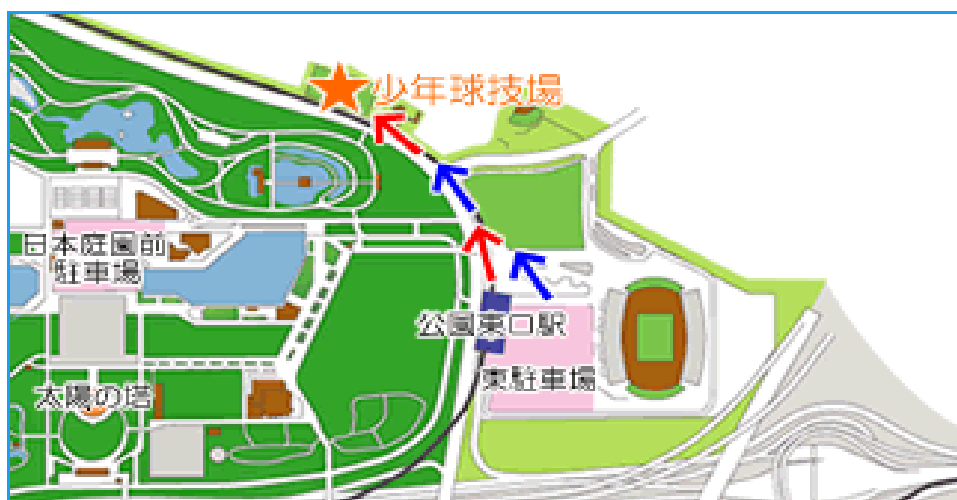 少年球技場
日本庭園前
駐車場
公園東口駅
東駐車場
太陽の塔